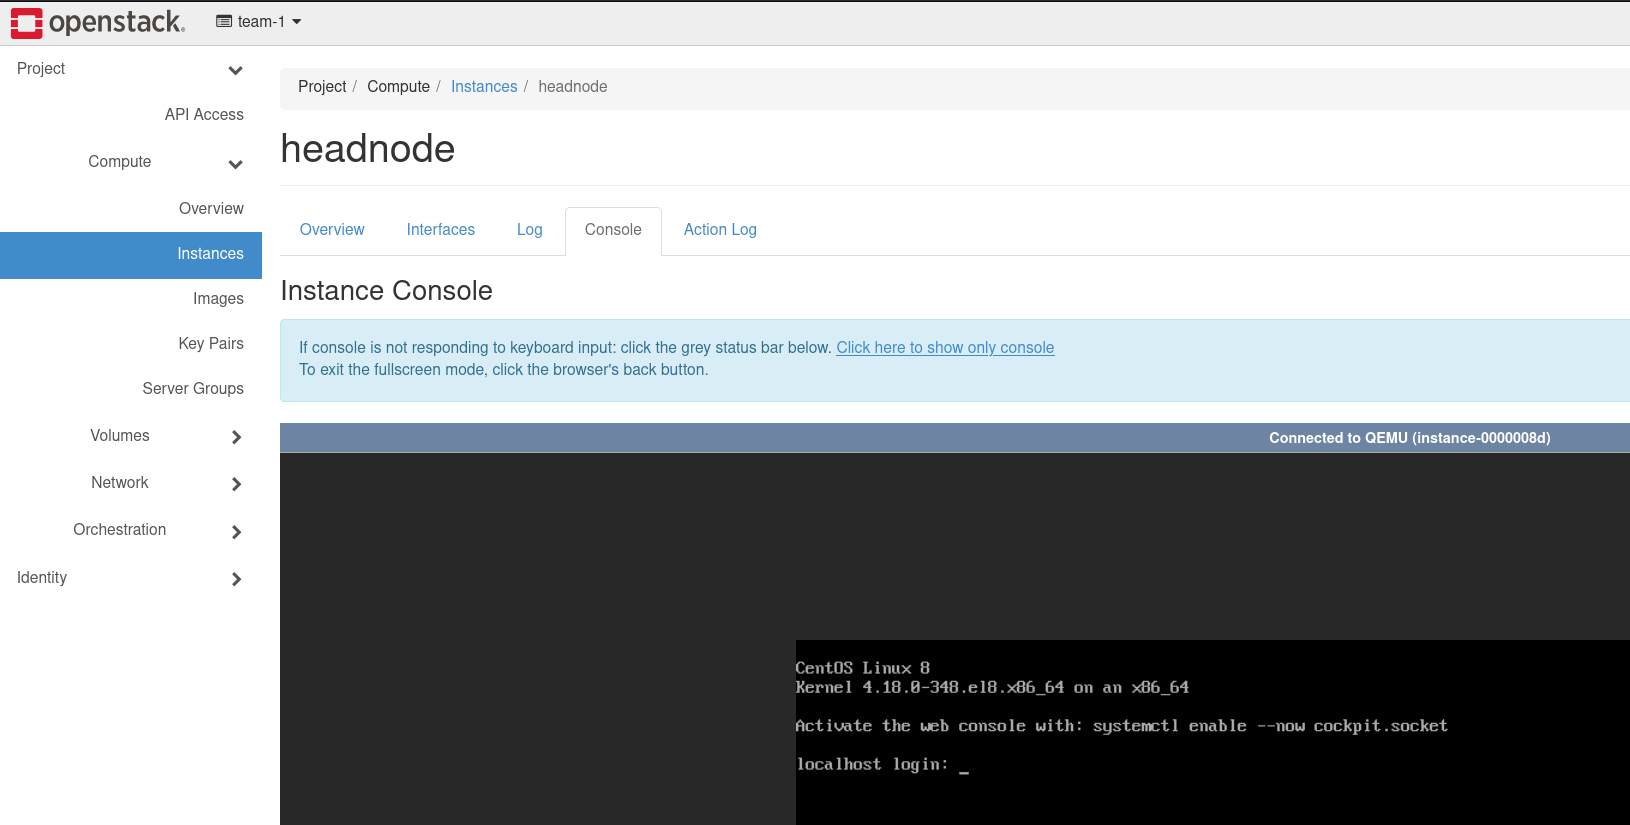 openstack.
team-1
Project
API Access
Compute
Overview
Instances
Images
Key Pairs
Server Groups
Volumes
Network
Orchestration
Identity
Project / Compute / Instances / headnode
headnode
Overview Interfaces Log Console Action Log
Instance Console
If console is not responding to keyboard input: click the grey status bar below. Click here to show only console
To exit the fullscreen mode, click the browser's back button.
Connected to QEMU (instance-0000008d)
CentOS Linux 8
Kernel 4.18.0-348.el8.x86_64 on an x86_64
Activate the web console with: systemctl enable --now cockpit.socket
localhost login: _